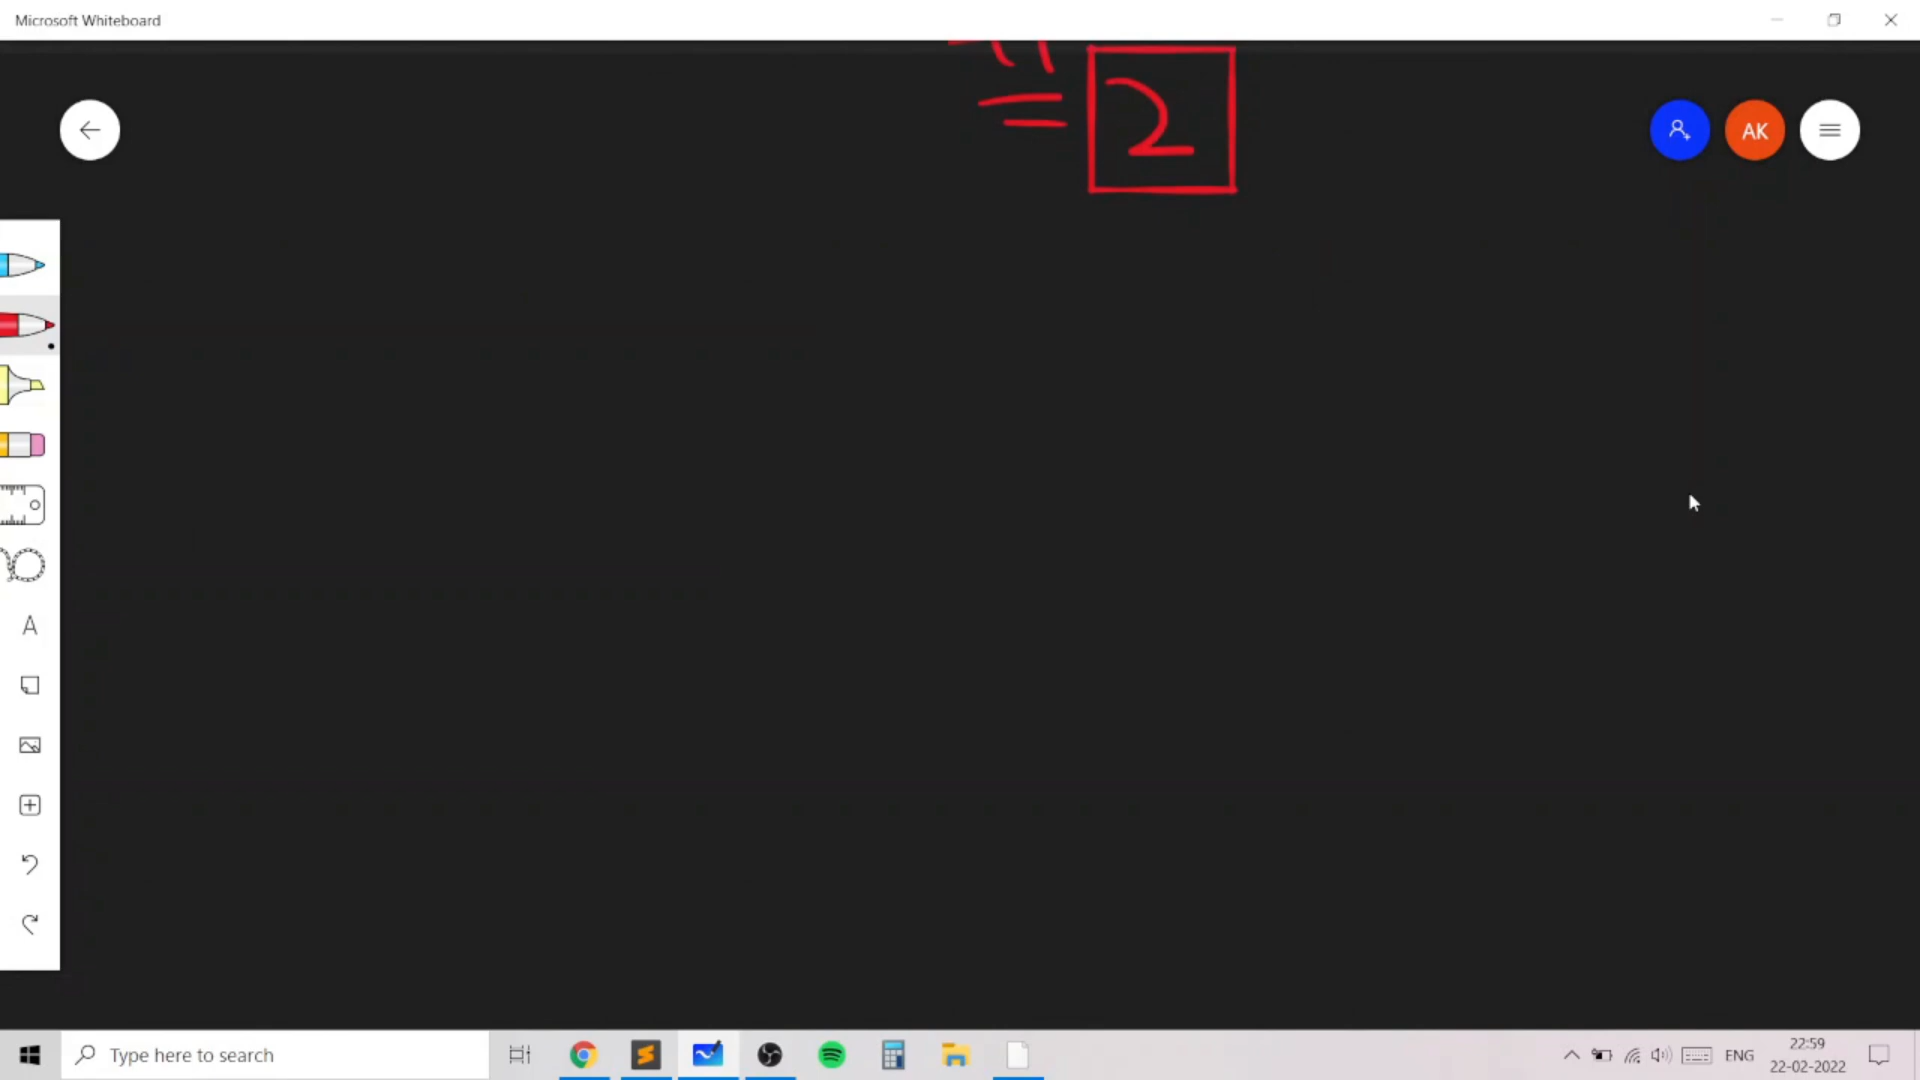 Microsoft Whiteboard
= 2
AK
A
Type here to search
ENG
22:59
22-02-2022